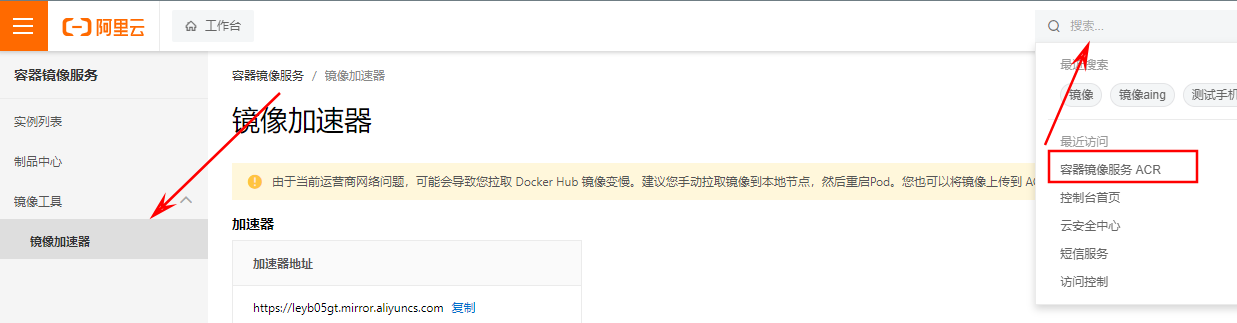 阿里云
工作台
搜索...
容器镜像服务
实例列表
制品中心
镜像工具
镜像加速器
容器镜像服务 / 镜像加速器
镜像加速器
由于当前运营商网络问题，可能会导致您拉取 Docker Hub 镜像变慢。建议您手动拉取镜像到本地节点，然后重启Pod。您也可以将镜像上传到 AC
加速器
加速器地址
https://leyb05gt.mirror.aliyuncs.com 复制
最近搜索
镜像 镜像aing 测试手机
最近访问
容器镜像服务 ACR
控制台首页
云安全中心
短信服务
访问控制